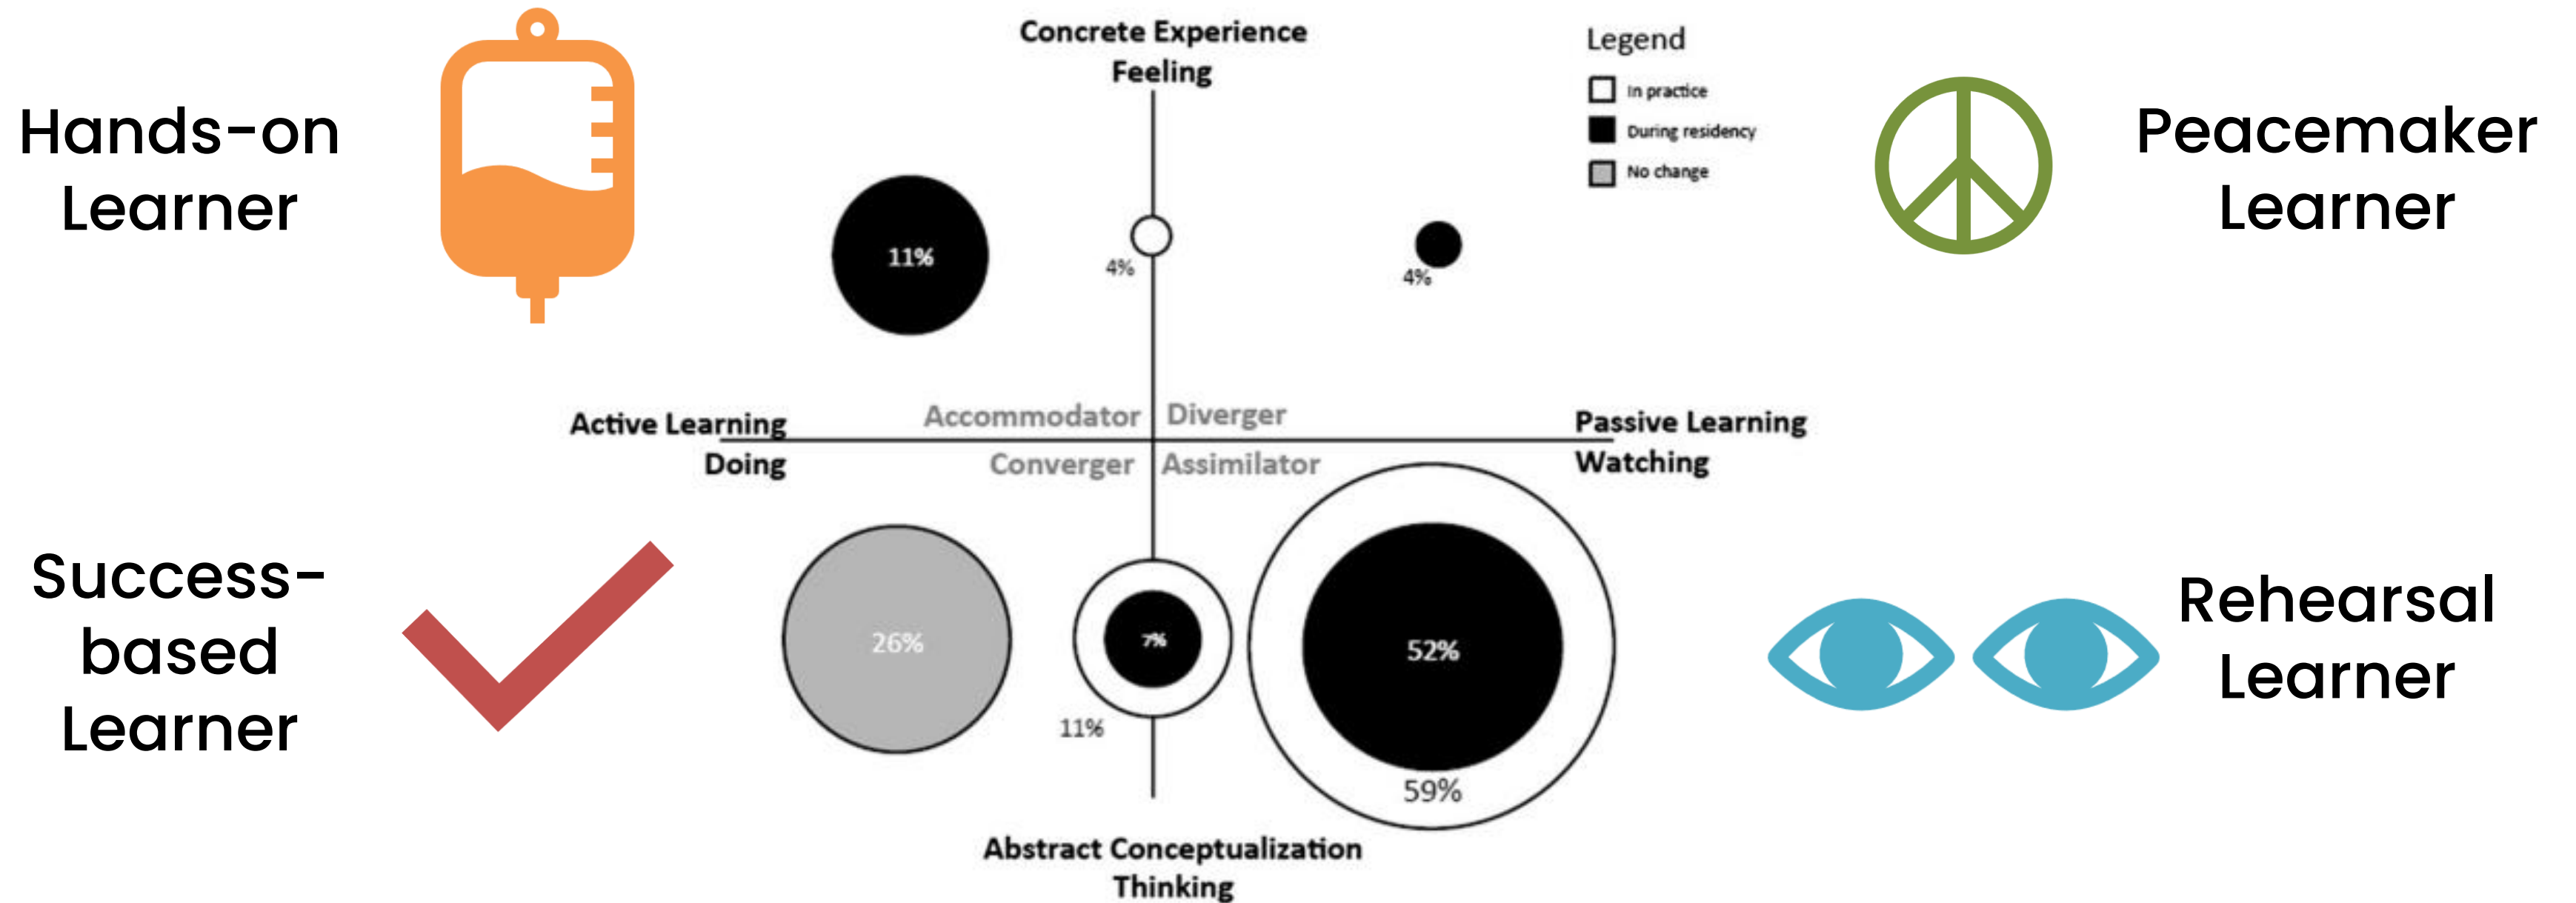 Hands-on
Learner
Concrete Experience
Feeling
Legend
In practice
During residency
No change
Peacemaker
Learner
11%
4%
4%
Active Learning
Doing
Accommodator
Diverger
Converger
Assimilator
Passive Learning
Watching
Success-
based
Learner
26%
7%
11%
52%
59%
Rehearsal
Learner
Abstract Conceptualization
Thinking